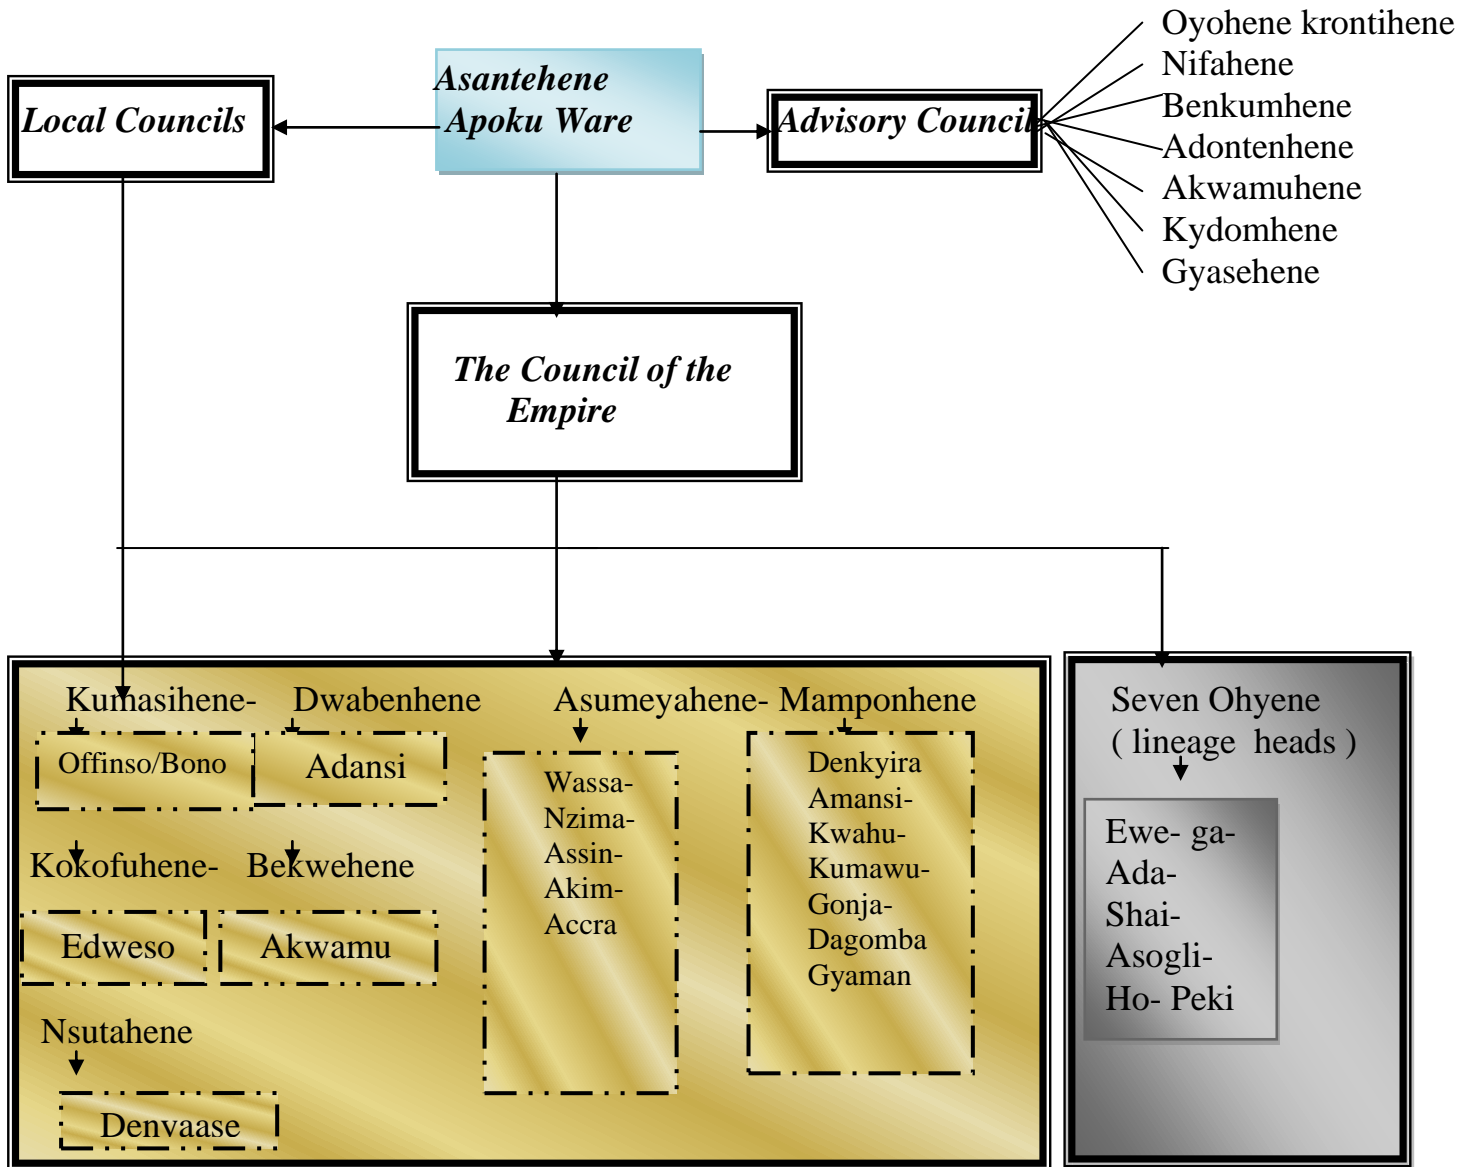 Oyohene krontihene
Nifahene
Benkumhene
Adontenhene
Akwamuhene
Kydomhene
Gyasehene
Local Councils
Asantehene
Apoku Ware
Advisory Council
The Council of the
Empire
Kumasihene- Dwabenhene Asumeyahene- Mamponhene
Offinso/Bono
Adansi
Kokofuhene- Bekwehene
Edweso
Akwamu
Nsutahene
Denvaase
Wassa-
Nzima-
Assin-
Akim-
Accra
Denkyira
Amansi-
Kwahu-
Kumawu-
Gonja-
Dagomba
Gyaman
Seven Ohyene
( lineage heads )
Ewe- ga-
Ada-
Shai-
Asogli-
Ho- Peki